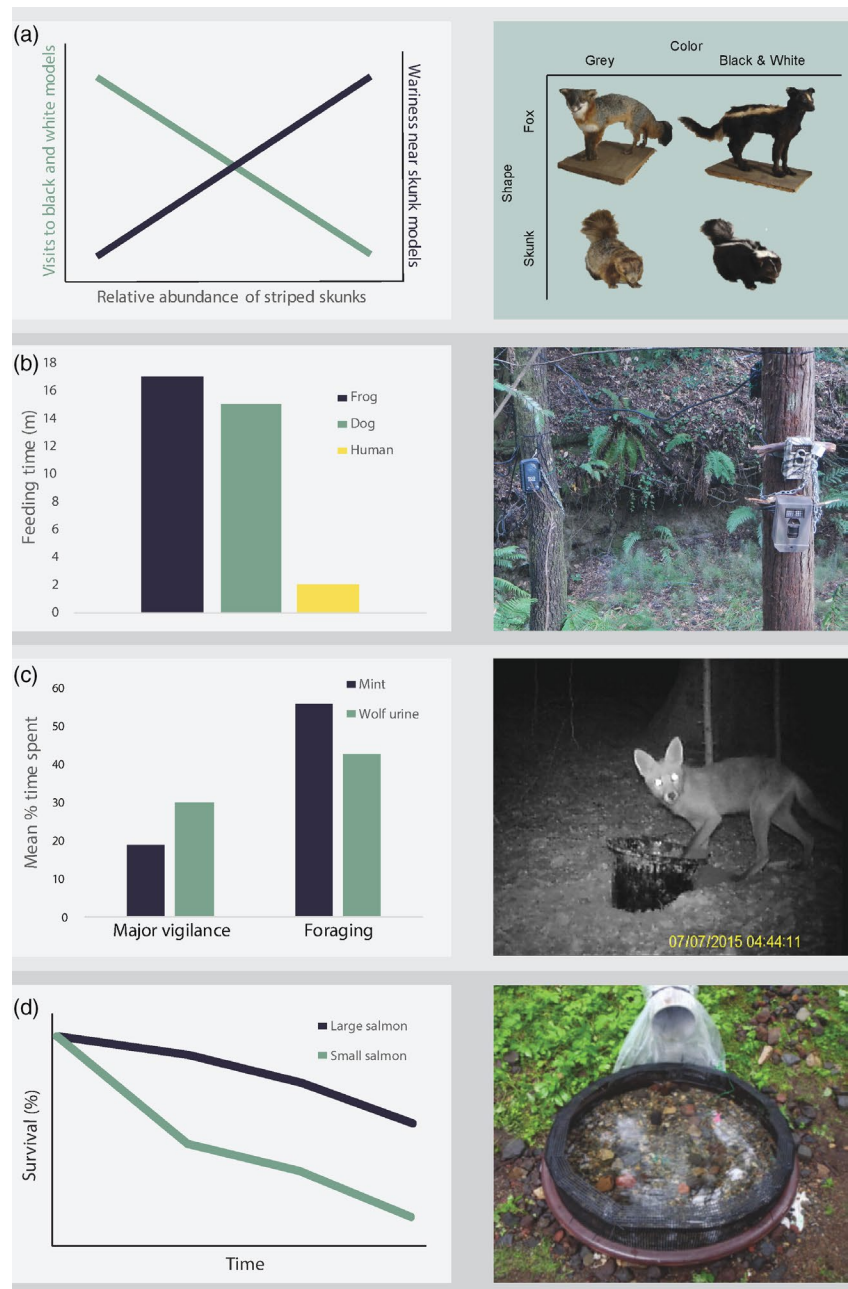 (a)
Visits to black and white models
Wariness near skunk models
Relative abundance of striped skunks
Color
Grey
Black & White
Shape
Fox
Skunk
(b)
Feeding time (m)
18
16
14
12
10
8
6
4
2
0
Frog
Dog
Human
(c)
Mean % time spent
60
50
40
30
20
10
0
Mint
Wolf urine
Major vigilance
Foraging
07/07/2015 04:44:11
(d)
Survival (%)
Large salmon
Small salmon
Time